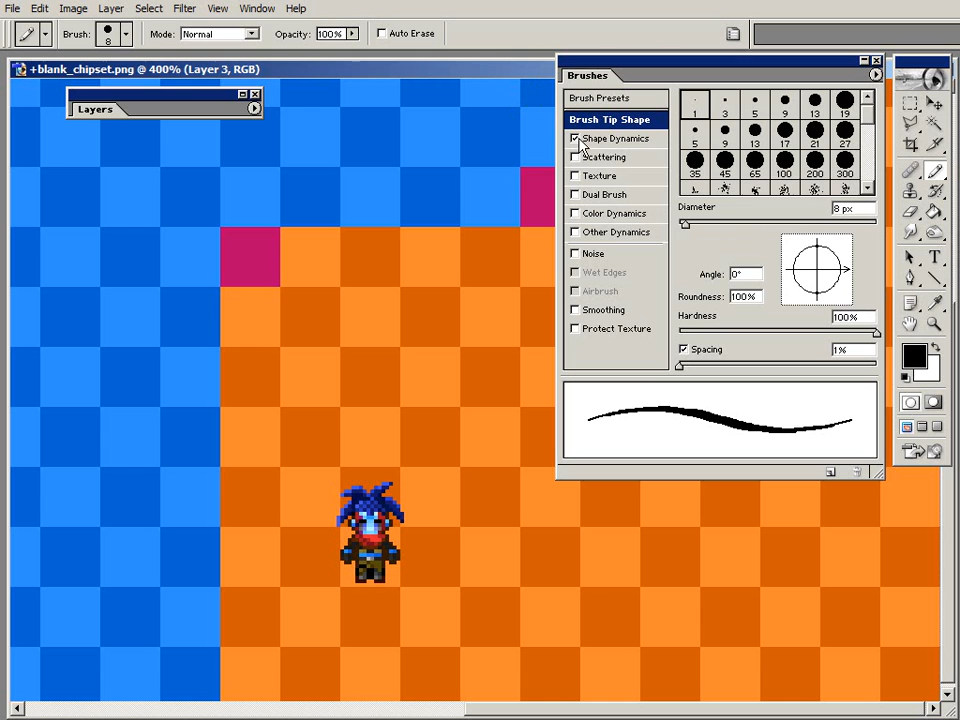 File Edit Image Layer Select Filter View Window Help
Brush: 8 Mode: Normal Opacity: 100% Auto Erase
+blank_chipset.png @ 400% (Layer 3, RGB)
Layers
Brushes
Brush Presets
Brush Tip Shape
Shape Dynamics
Scattering
Texture
Dual Brush
Color Dynamics
Other Dynamics
Noise
Wet Edges
Airbrush
Smoothing
Protect Texture
1 3 5 9 13 19
5 9 13 17 21 27
35 45 65 100 200 300
Diameter 8 px
Angle: 0°
Roundness: 100%
Hardness 100%
Spacing 1%
T